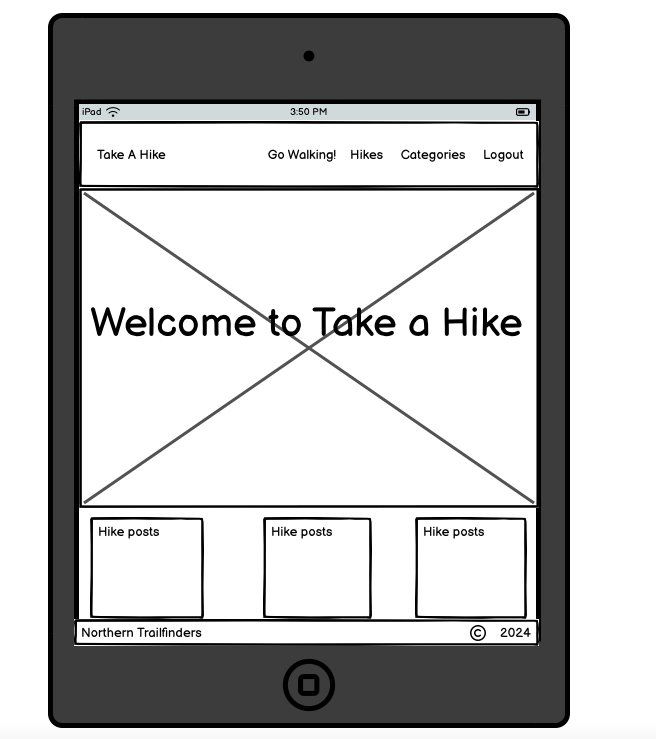 iPad 3:50 PM
Take A Hike Go Walking! Hikes Categories Logout
Welcome to Take a Hike
Hike posts Hike posts Hike posts
Northern Trailfinders © 2024